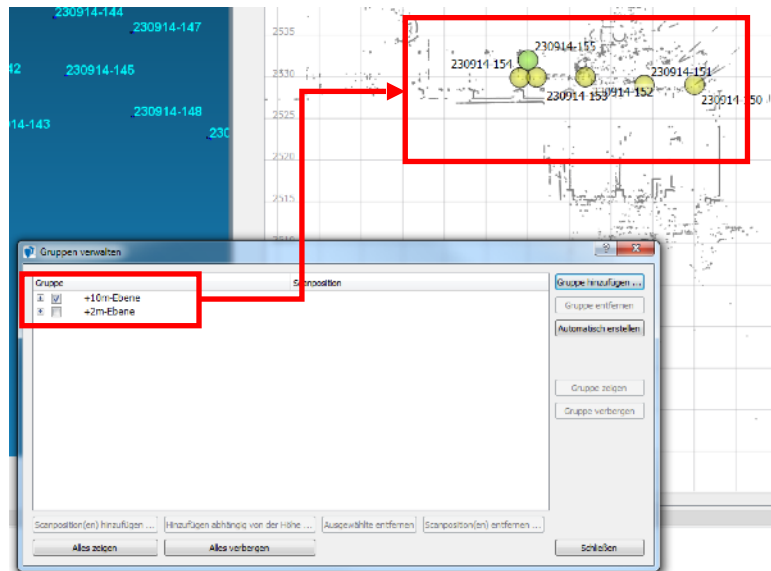 230914-144
230914-147
42
230914-145
230914-148
14-143
230
2535
2530
2525
2520
2515
230914-155
230914-154
230914-151
230914-153
230914-152
230914-150
Gruppen verwalten
Gruppe
Scanposition
+10m-Ebene
+2m-Ebene
Gruppe hinzufügen ...
Gruppe entfernen
Automatisch erstellen
Gruppe zeigen
Gruppe verbergen
Scanposition(en) hinzufügen ...
Hinzufügen abhängig von der Höhe ...
Ausgewählte entfernen
Scanposition(en) entfernen ...
Alles zeigen
Alles verbergen
Schließen